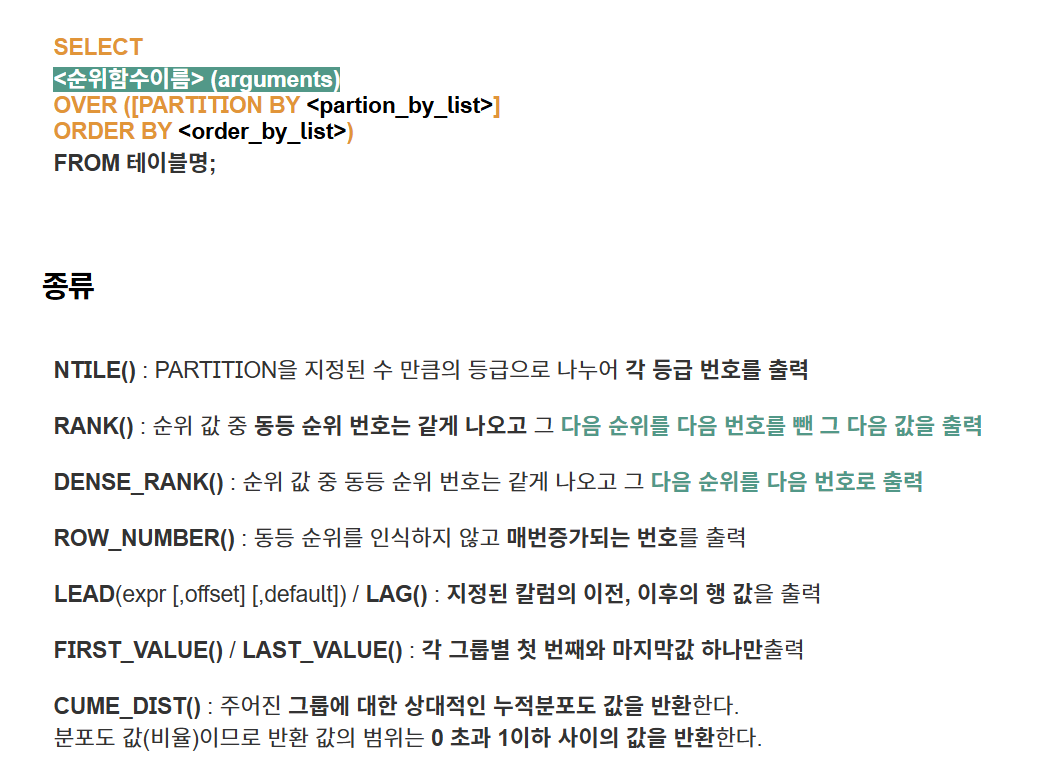 SELECT
<순위함수이름> (arguments)
OVER ([PARTITION BY <partion_by_list>]
ORDER BY <order_by_list>)
FROM 테이블명;
종류
NTILE() : PARTITION을 지정된 수 만큼의 등급으로 나누어 각 등급 번호를 출력
RANK() : 순위 값 중 동등 순위 번호는 같게 나오고 그 다음 순위를 다음 번호를 뺀 그 다음 값을 출력
DENSE_RANK() : 순위 값 중 동등 순위 번호는 같게 나오고 그 다음 순위를 다음 번호로 출력
ROW_NUMBER() : 동등 순위를 인식하지 않고 매번증가되는 번호를 출력
LEAD(expr [,offset] [,default]) / LAG() : 지정된 칼럼의 이전, 이후의 행 값을 출력
FIRST_VALUE() / LAST_VALUE() : 각 그룹별 첫 번째와 마지막값 하나만출력
CUME_DIST() : 주어진 그룹에 대한 상대적인 누적분포도 값을 반환한다.
분포도 값(비율)이므로 반환 값의 범위는 0 초과 1이하 사이의 값을 반환한다.